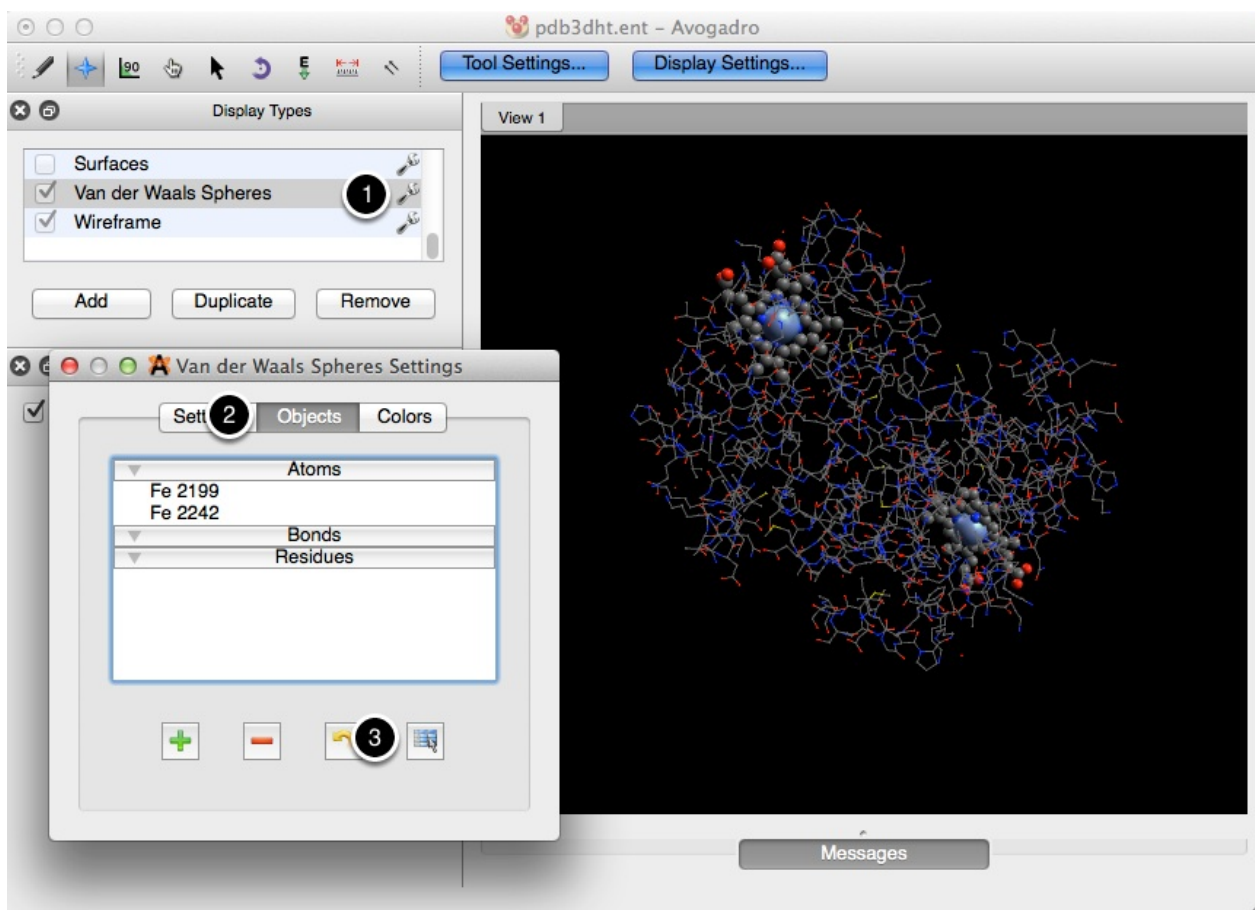 pdb3dht.ent – Avogadro
90
E
Tool Settings...
Display Settings...
Display Types
View 1
Surfaces
Van der Waals Spheres
1
Wireframe
Add
Duplicate
Remove
Van der Waals Spheres Settings
2
Objects
Colors
Atoms
Fe 2199
Fe 2242
Bonds
Residues
3
Messages